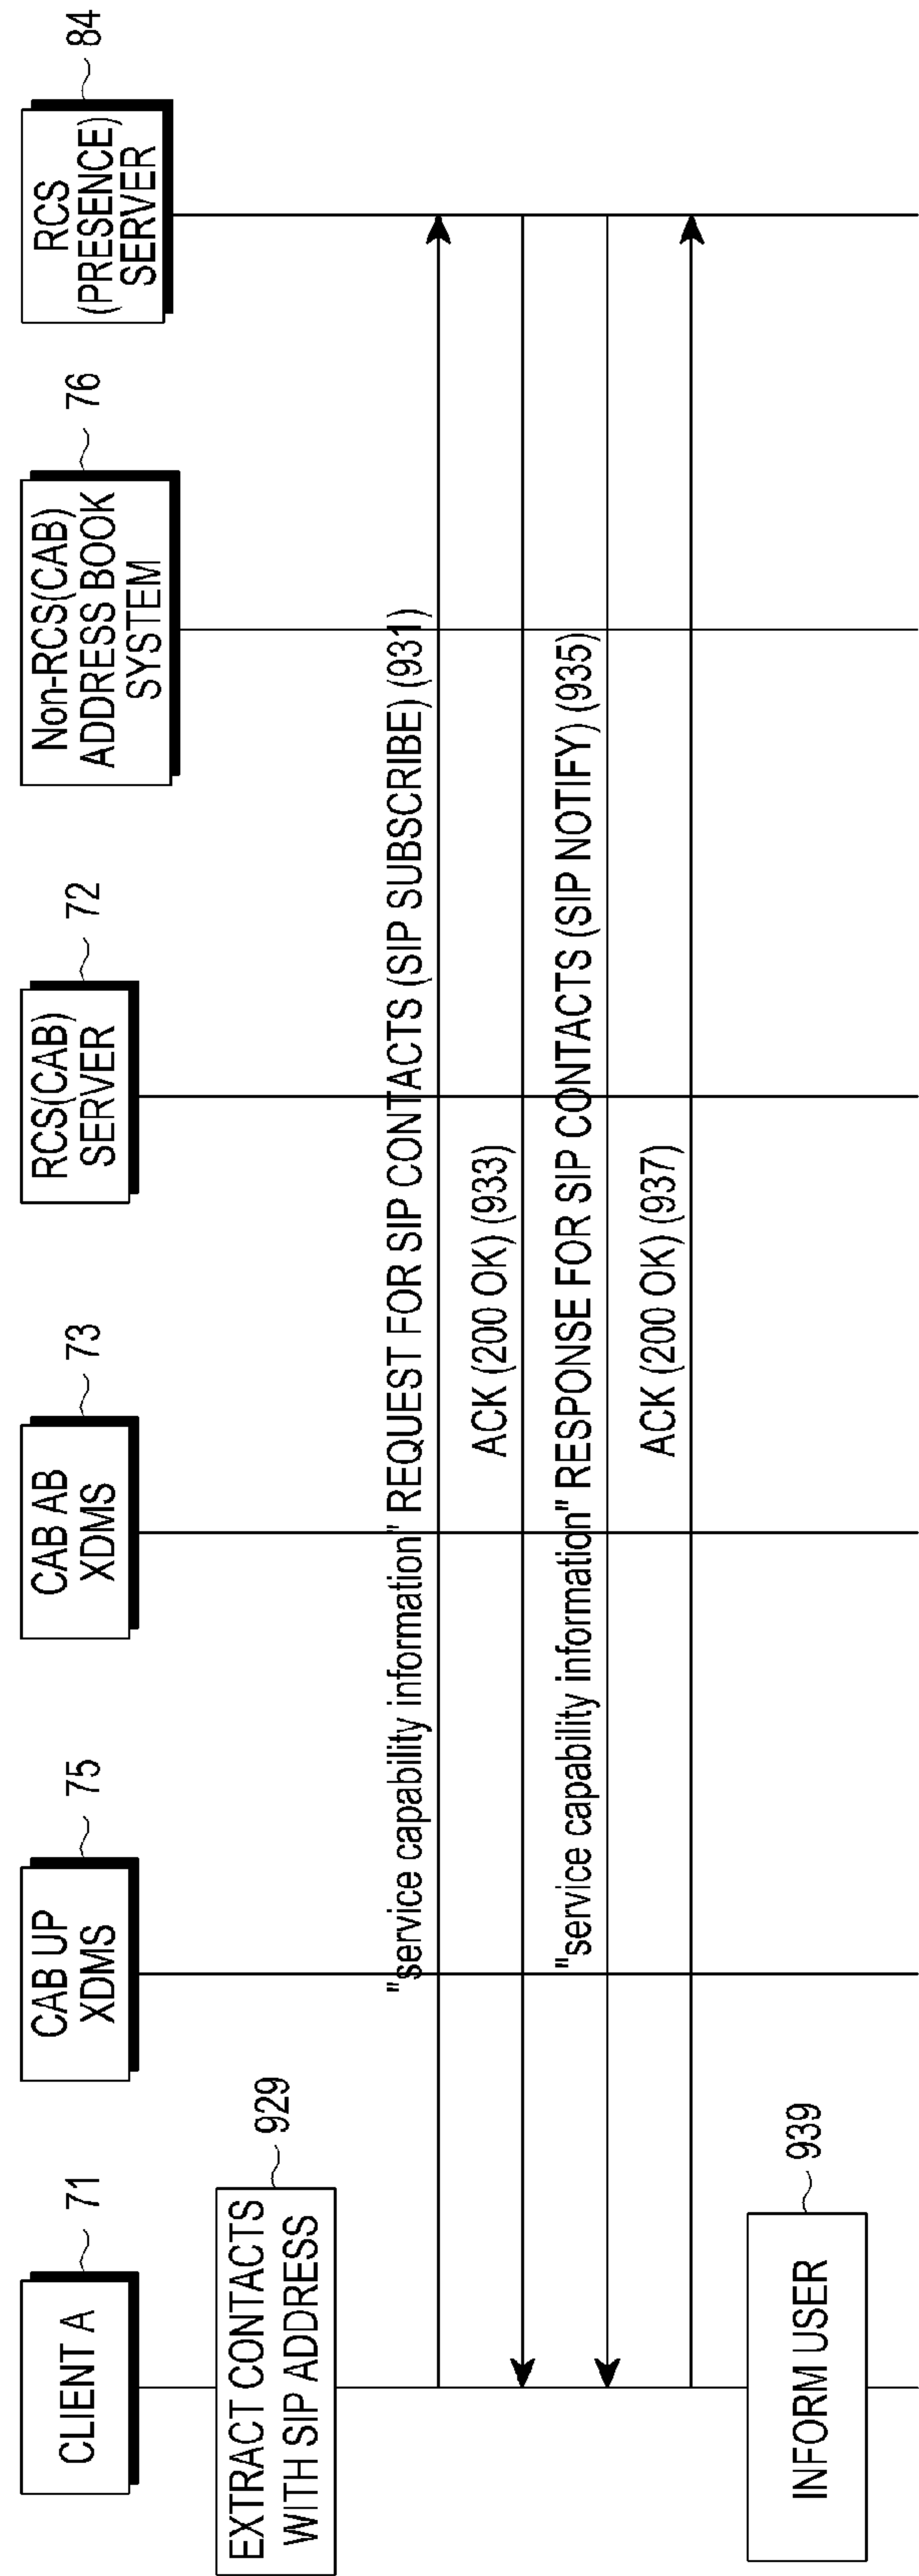 CLIENT A
71
CAB UP
XDMS
75
CAB AB
XDMS
73
RCS(CAB)
SERVER
72
Non-RCS(CAB)
ADDRESS BOOK
SYSTEM
76
RCS
(PRESENCE)
SERVER
84
EXTRACT CONTACTS
WITH SIP ADDRESS
929
"service capability information" REQUEST FOR SIP CONTACTS (SIP SUBSCRIBE) (931)
ACK (200 OK) (933)
"service capability information" RESPONSE FOR SIP CONTACTS (SIP NOTIFY) (935)
ACK (200 OK) (937)
INFORM USER
939